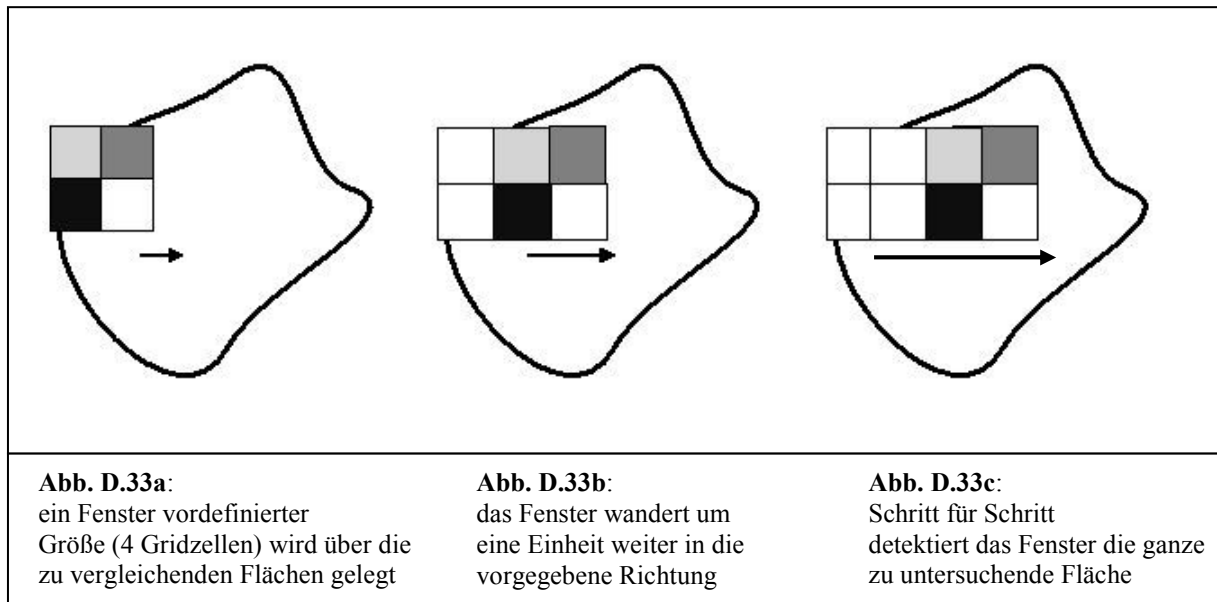 Abb. D.33a:
ein Fenster vordefinierter
Größe (4 Gridzellen) wird über die
zu vergleichenden Flächen gelegt
Abb. D.33b:
das Fenster wandert um
eine Einheit weiter in die
vorgegebene Richtung
Abb. D.33c:
Schritt für Schritt
detektiert das Fenster die ganze
zu untersuchende Fläche